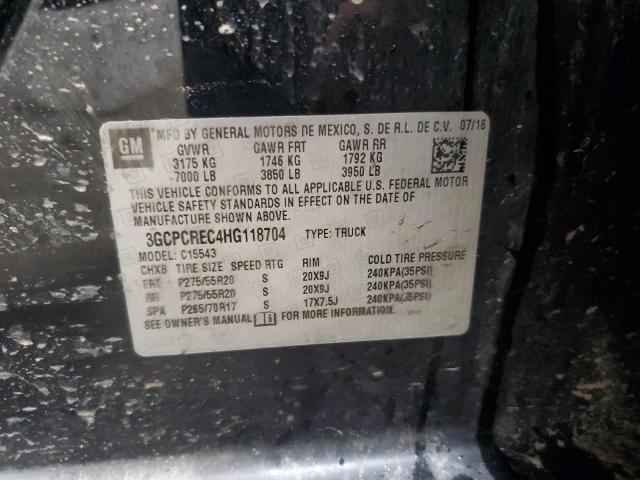 GM
MFD BY GENERAL MOTORS DE MEXICO, S. DE R.L. DE C.V. 07/16
GVWR GAWR FRT GAWR RR
3175 KG 1746 KG 1792 KG
7000 LB 3850 LB 3950 LB
THIS VEHICLE CONFORMS TO ALL APPLICABLE U.S. FEDERAL MOTOR
VEHICLE SAFETY STANDARDS IN EFFECT ON THE DATE OF
MANUFACTURE SHOWN ABOVE.
3GCPCREC4HG118704 TYPE: TRUCK
MODEL: C15543
CHXB TIRE SIZE SPEED RTG RIM COLD TIRE PRESSURE
FRT P275/55R20 S 20X9J 240KPA(35PSI)
RR P275/55R20 S 20X9J 240KPA(35PSI)
SPA P265/70R17 S 17X7.5J 240KPA(35PSI)
SEE OWNER'S MANUAL FOR MORE INFORMATION.